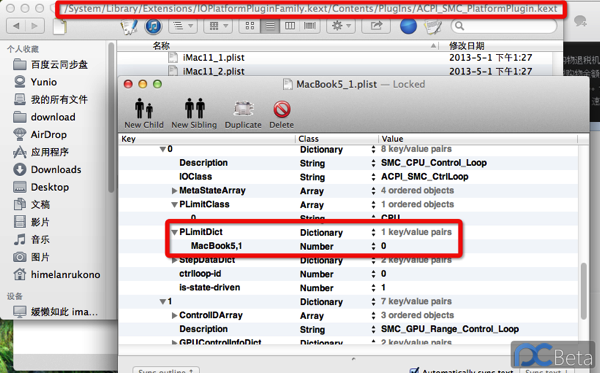 /System/Library/Extensions/IOPlatformPluginFamily.kext/Contents/PlugIns/ACPI_SMC_PlatformPlugin.kext
个人收藏
百度云同步盘
Yunio
我的所有文件
download
AirDrop
应用程序
Downloads
Desktop
文稿
影片
音乐
图片
himelanrukono
设备
媛懒如此 ima...
名称
修改日期
iMac11_1.plist 2013-5-1 下午1:27
iMac11_2.plist 2013-5-1 下午1:27
MacBook5_1.plist — Locked
New Child New Sibling Duplicate Delete
Key Class Value
0 Dictionary 8 key/value pairs
Description String SMC_CPU_Control_Loop
IOClass String ACPI_SMC_CtrlLoop
MetaStateArray Array 4 ordered objects
PLimitClass Array 1 ordered objects
0 String CPU
PLimitDict Dictionary 1 key/value pairs
MacBook5,1 Number 0
StepDataDict Dictionary 2 key/value pairs
ctrlloop-id Number 0
is-state-driven Number 1
1 Dictionary 7 key/value pairs
ControlIDArray Array 3 ordered objects
Description String SMC_GPU_Range_Control_Loop
GPUControlInfoDict Dictionary 2 key/value pairs
Sync outline ↑ Automatically sync text Sync text ↓
PCBeta